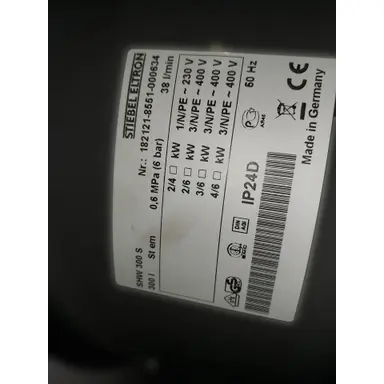 STIEBEL ELTRON
Nr.: 182121-8551-000634
0,6 MPa (6 bar) 38 l/min
SHW 300 S
300 l St em
2/4 □ kW 1/N/PE ~ 230 V
2/6 □ kW 3/N/PE ~ 400 V
3/6 □ kW 3/N/PE ~ 400 V
4/6 □ kW 3/N/PE ~ 400 V
60 Hz
IP24D
DIN
Made in Germany
CE